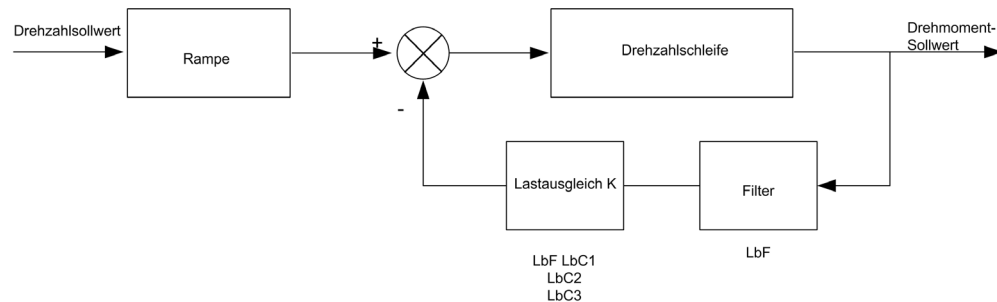 Drehzahlsollwert
Rampe
+
-
Drehzahlschleife
Drehmoment-
Sollwert
Lastausgleich K
Filter
LbF LbC1
LbC2
LbC3
LbF